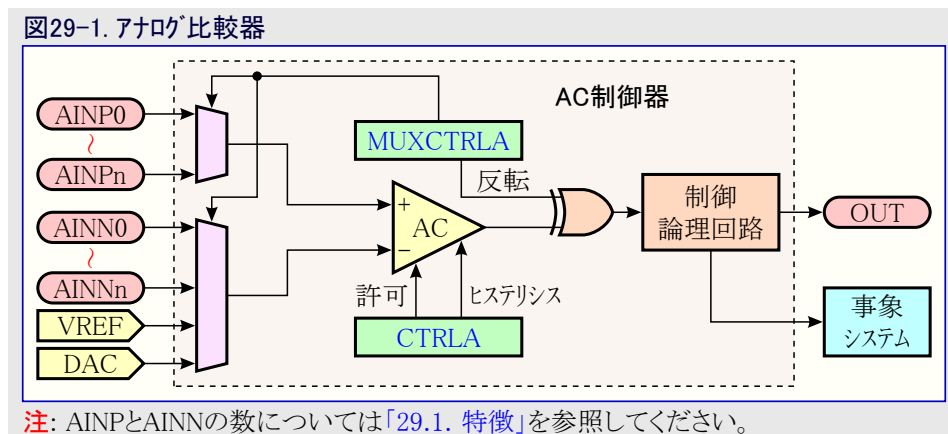 図29-1. アナログ比較器
AC制御器
AINP0
～
AINPn
AINN0
～
AINNn
VREF
DAC
MUXCTRLA
反転
+
AC
−
許可
ヒステリシス
CTRLA
制御
論理回路
OUT
事象
システム
注: AINPとAINNの数については「29.1. 特徴」を参照してください。